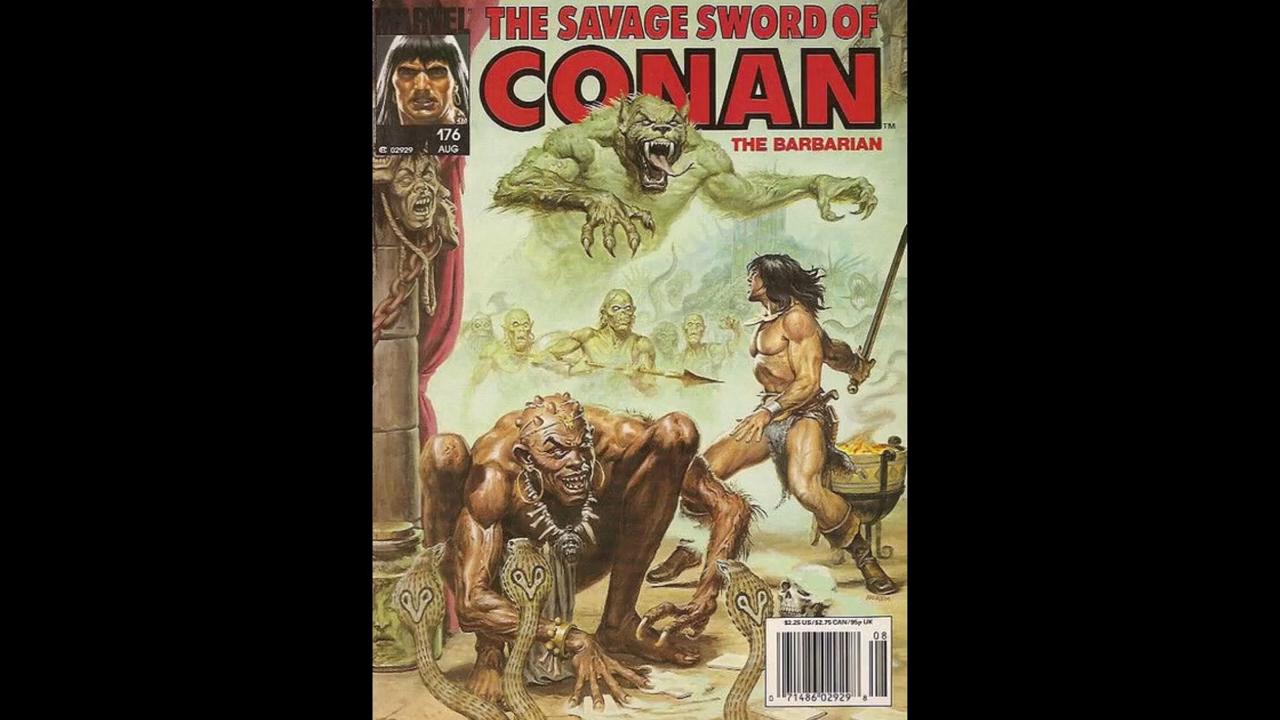 MARVEL
THE SAVAGE SWORD OF
CONAN
TM
THE BARBARIAN
176
AUG
02929
$2.25 US/$2.75 CAN/95p UK
08
0 71486 02929 8